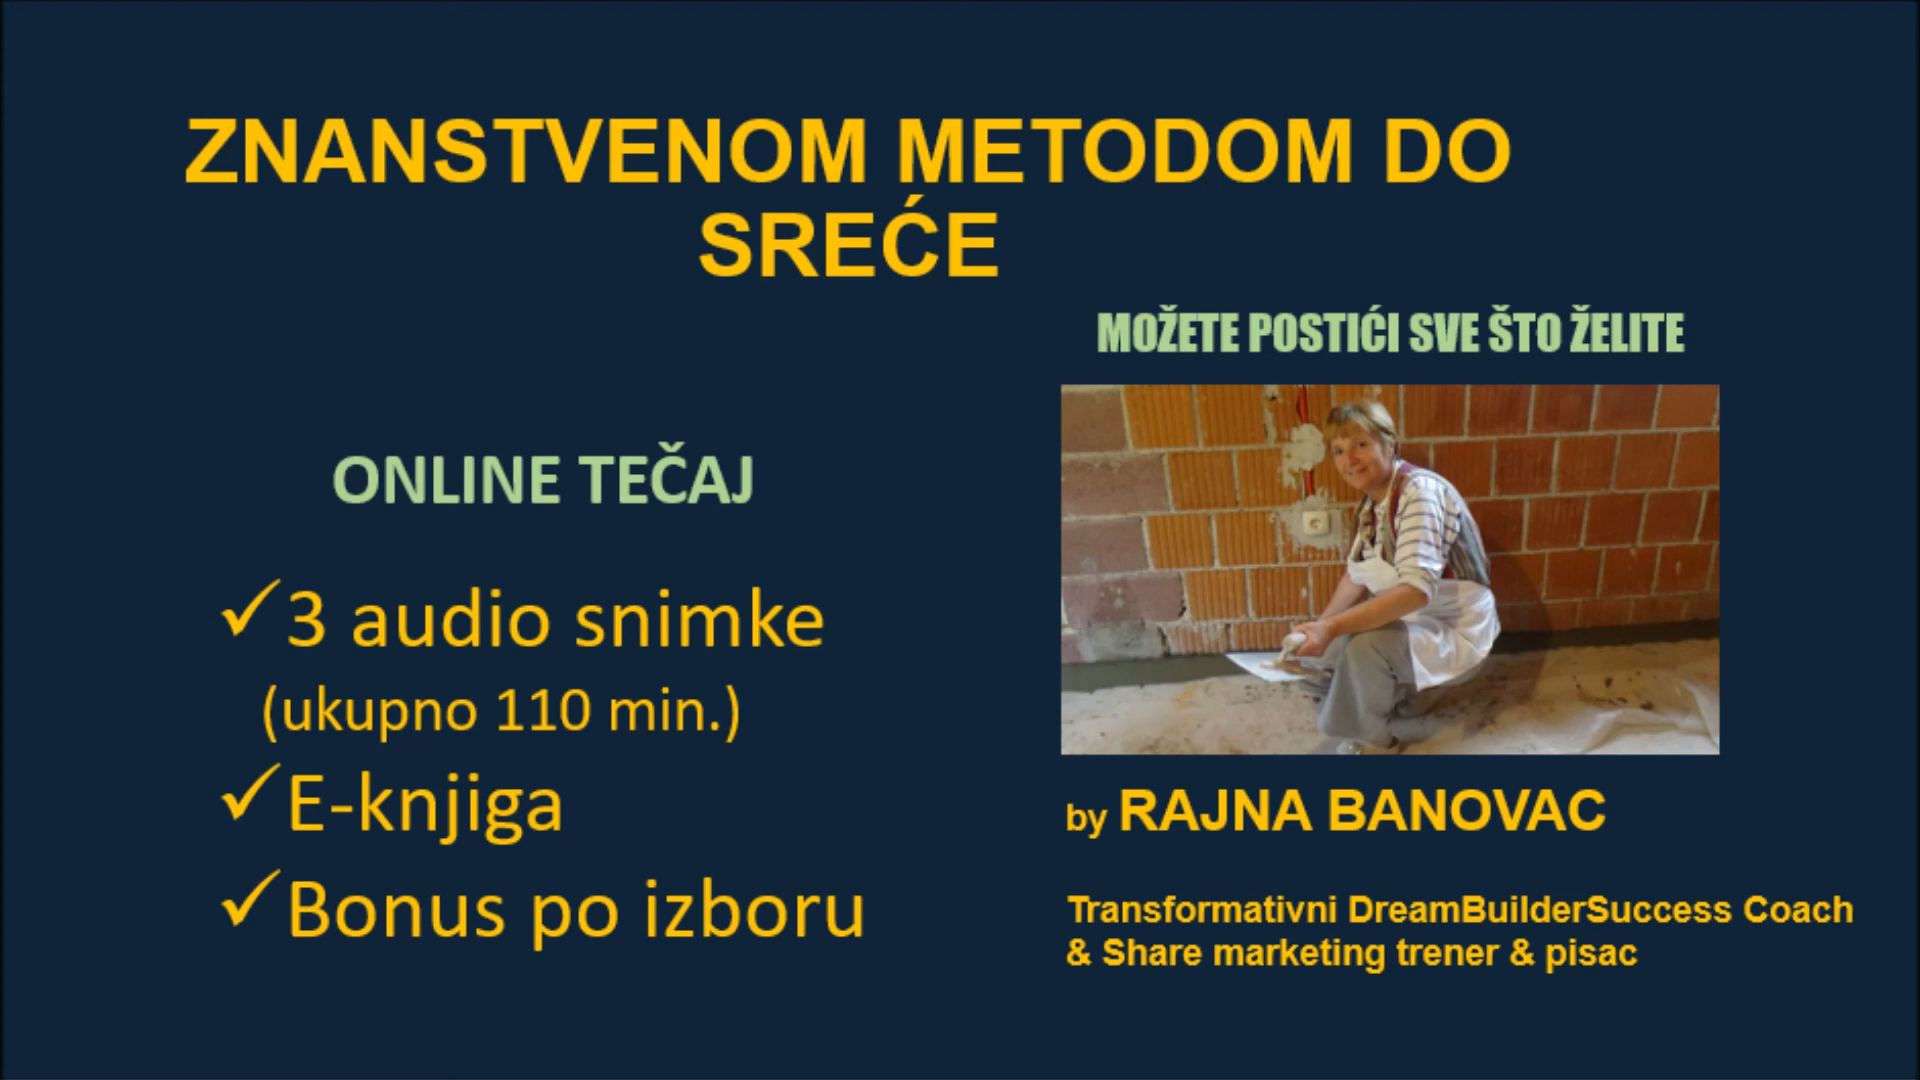 ZNANSTVENOM METODOM DO
SREĆE
MOŽETE POSTIĆI SVE ŠTO ŽELITE
ONLINE TEČAJ
✓3 audio snimke
(ukupno 110 min.)
✓E-knjiga
✓Bonus po izboru
by RAJNA BANOVAC
Transformativni DreamBuilderSuccess Coach
& Share marketing trener & pisac